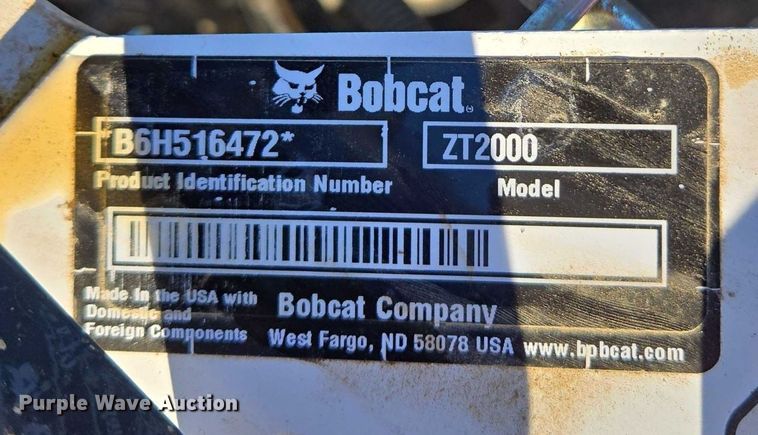 Bobcat
*B6H516472* ZT2000
Product Identification Number Model
Made In the USA with
Domestic and
Foreign Components
Bobcat Company
West Fargo, ND 58078 USA www.bobcat.com
Purple Wave Auction